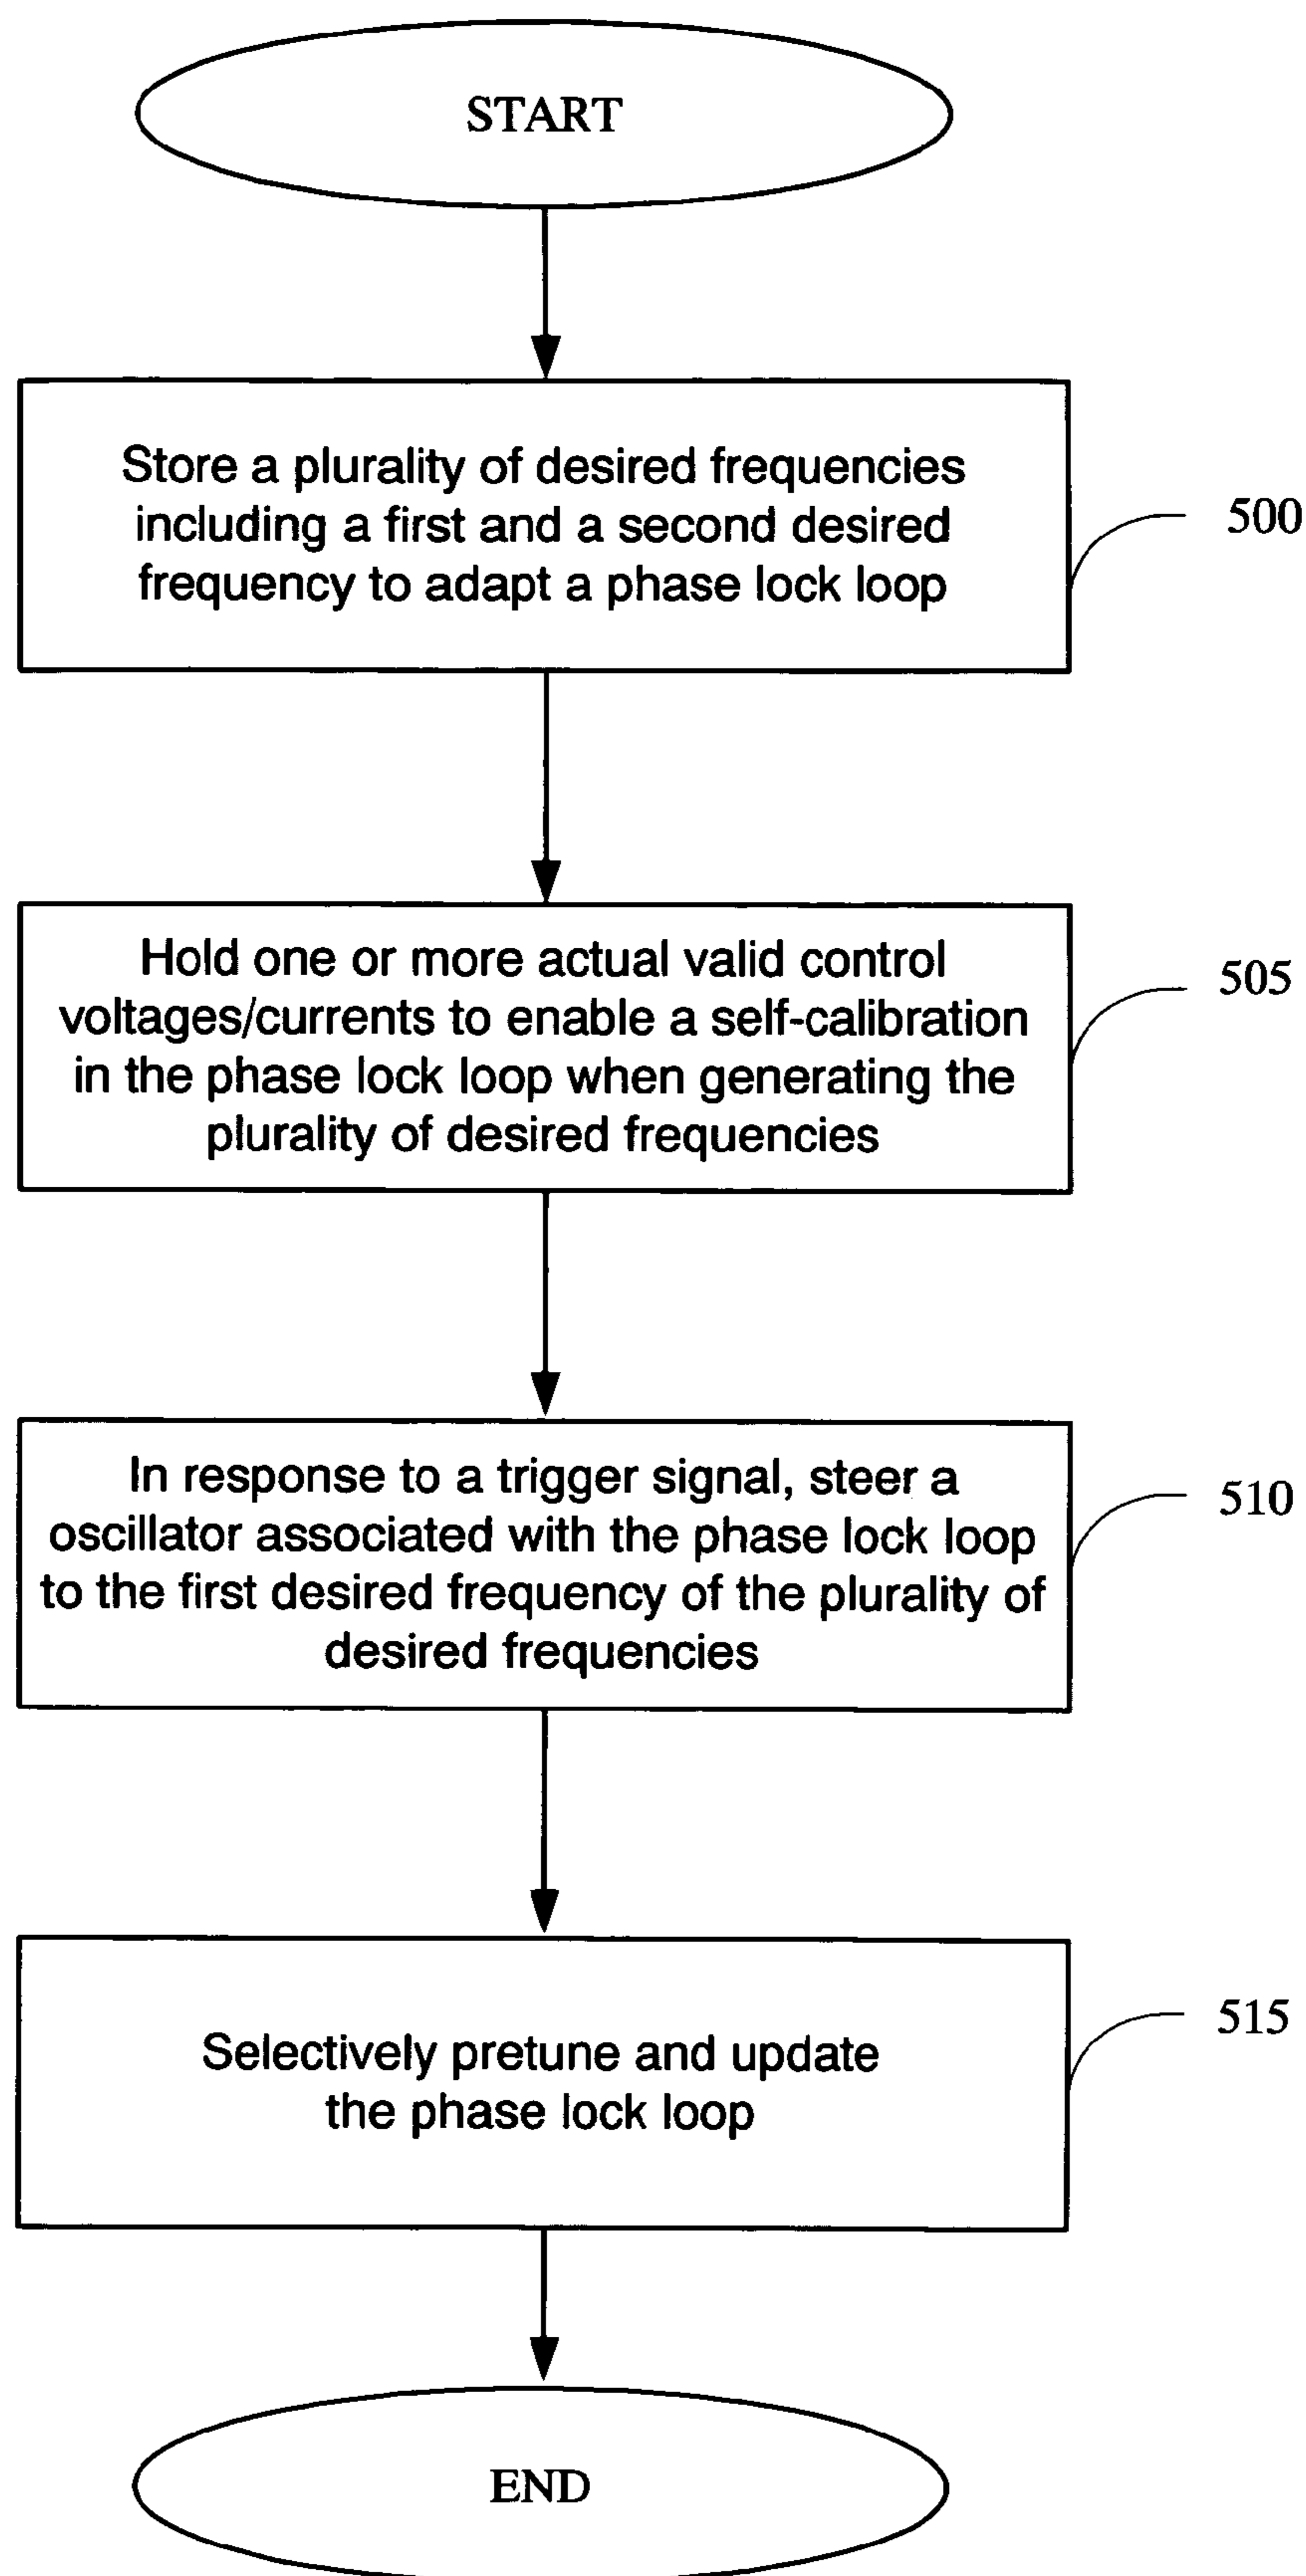 START
Store a plurality of desired frequencies
including a first and a second desired
frequency to adapt a phase lock loop
500
Hold one or more actual valid control
voltages/currents to enable a self-calibration
in the phase lock loop when generating the
plurality of desired frequencies
505
In response to a trigger signal, steer a
oscillator associated with the phase lock loop
to the first desired frequency of the plurality of
desired frequencies
510
Selectively pretune and update
the phase lock loop
515
END